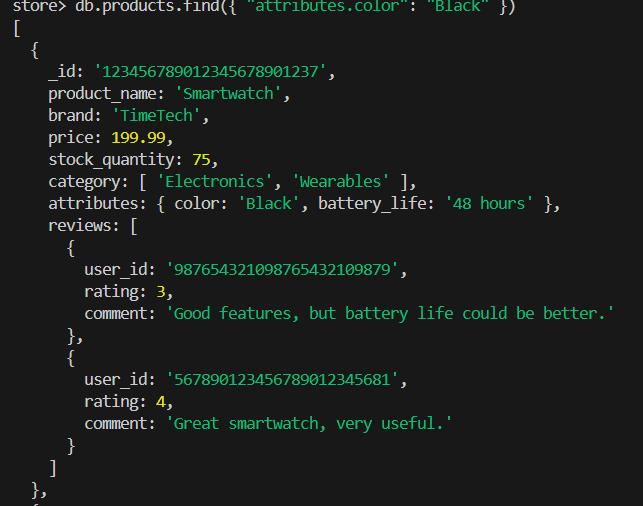 store> db.products.find({ "attributes.color": "Black" })
[
  {
    _id: '123456789012345678901237',
    product_name: 'Smartwatch',
    brand: 'TimeTech',
    price: 199.99,
    stock_quantity: 75,
    category: [ 'Electronics', 'Wearables' ],
    attributes: { color: 'Black', battery_life: '48 hours' },
    reviews: [
      {
        user_id: '987654321098765432109879',
        rating: 3,
        comment: 'Good features, but battery life could be better.'
      },
      {
        user_id: '567890123456789012345681',
        rating: 4,
        comment: 'Great smartwatch, very useful.'
      }
    ]
  },